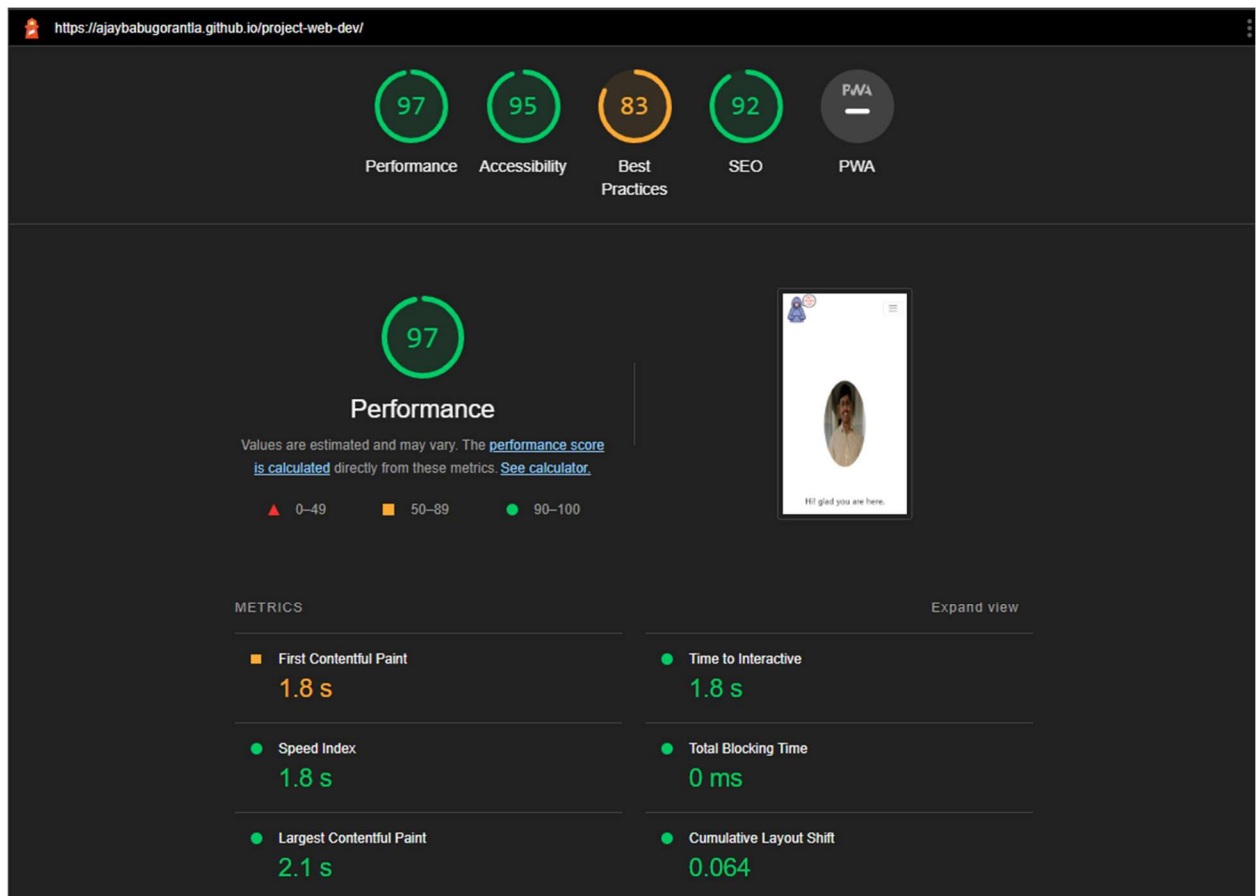 https://ajaybabugorantla.github.io/project-web-dev/
97
95
83
92
PWA
Performance
Accessibility
Best
Practices
SEO
PWA
97
Performance
Values are estimated and may vary. The performance score
is calculated directly from these metrics. See calculator.
0–49
50–89
90–100
Hi! glad you are here.
METRICS
Expand view
First Contentful Paint
1.8 s
Time to Interactive
1.8 s
Speed Index
1.8 s
Total Blocking Time
0 ms
Largest Contentful Paint
2.1 s
Cumulative Layout Shift
0.064